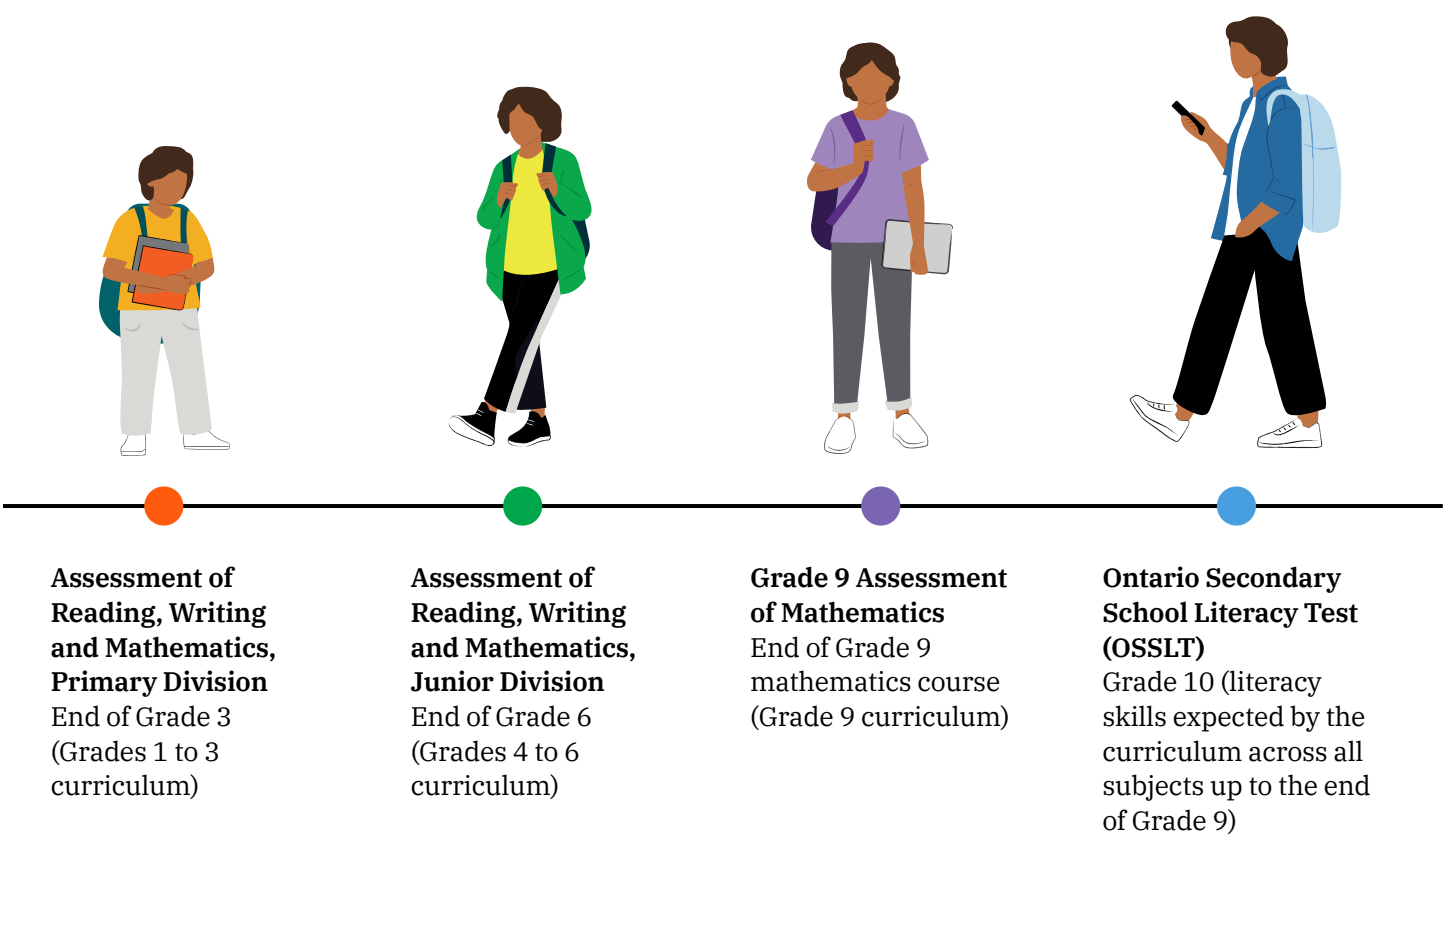 Assessment of
Reading, Writing
and Mathematics,
Primary Division
End of Grade 3
(Grades 1 to 3
curriculum)
Assessment of
Reading, Writing
and Mathematics,
Junior Division
End of Grade 6
(Grades 4 to 6
curriculum)
Grade 9 Assessment
of Mathematics
End of Grade 9
mathematics course
(Grade 9 curriculum)
Ontario Secondary
School Literacy Test
(OSSLT)
Grade 10 (literacy
skills expected by the
curriculum across all
subjects up to the end
of Grade 9)